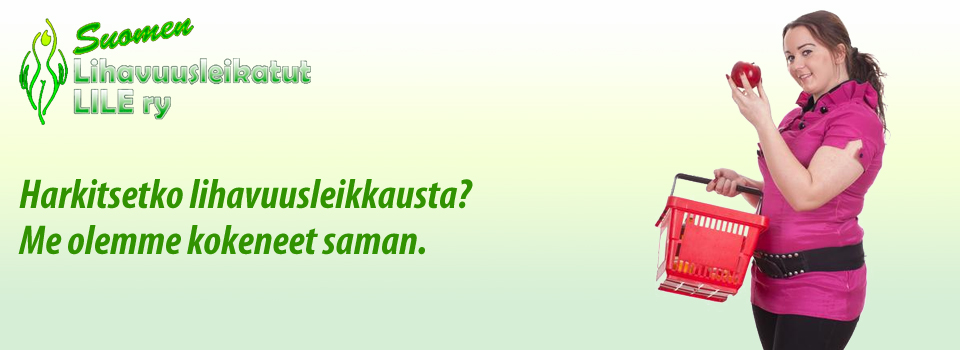 Suomen
Lihavuusleikatut
LILE ry
Harkitsetko lihavuusleikkausta?
Me olemme kokeneet saman.